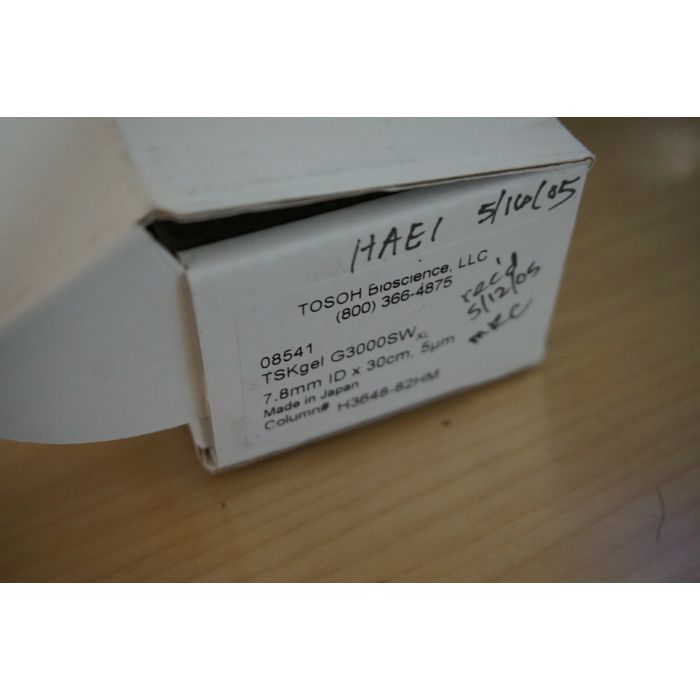 HAE1 5/16/05
TOSOH Bioscience, LLC
(800) 366-4875
rec'd
5/12/05
MKC
08541
TSKgel G3000SWXL
7.8mm ID x 30cm, 5µm
Made in Japan
Column# H3648-82HM